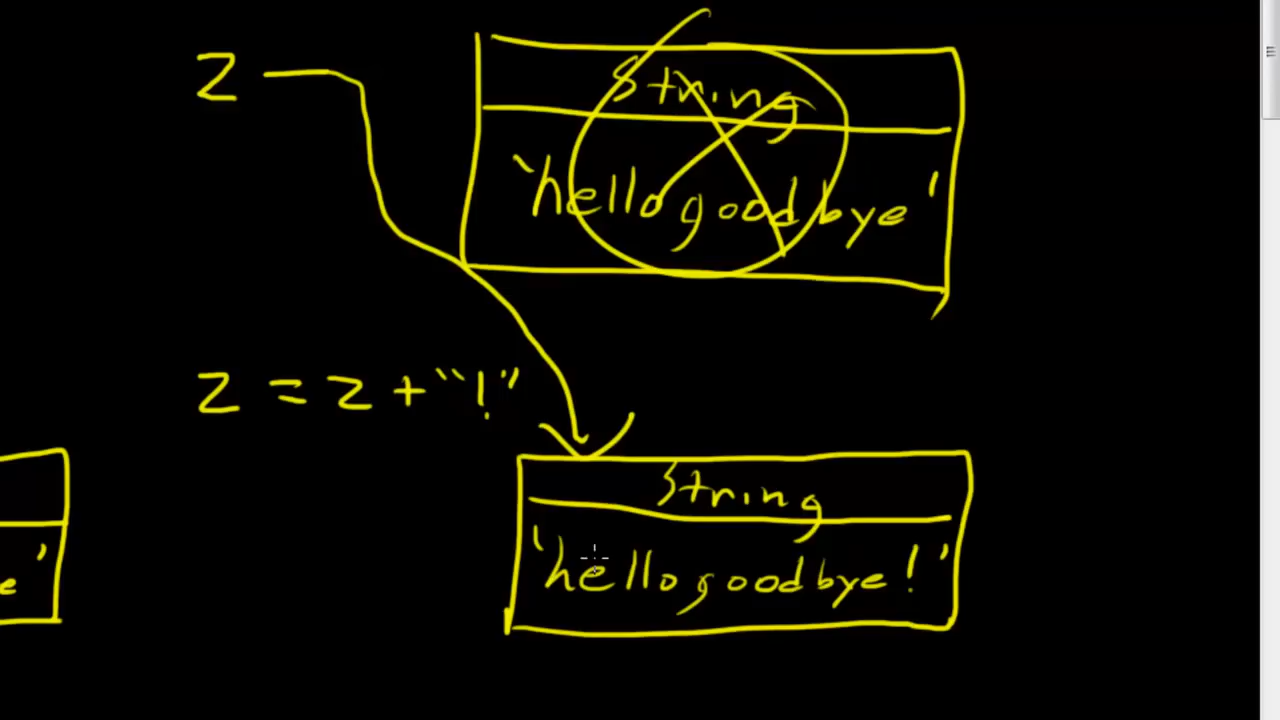 z
String
'hellogoodbye'
z = z + "!"
String
e'
'hellogoodbye!'